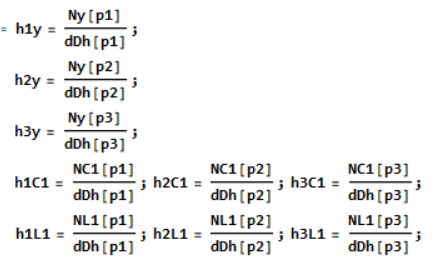 = h1y = Ny[p1] / dDh[p1] ;
h2y = Ny[p2] / dDh[p2] ;
h3y = Ny[p3] / dDh[p3] ;
h1C1 = NC1[p1] / dDh[p1] ; h2C1 = NC1[p2] / dDh[p2] ; h3C1 = NC1[p3] / dDh[p3] ;
h1L1 = NL1[p1] / dDh[p1] ; h2L1 = NL1[p2] / dDh[p2] ; h3L1 = NL1[p3] / dDh[p3] ;